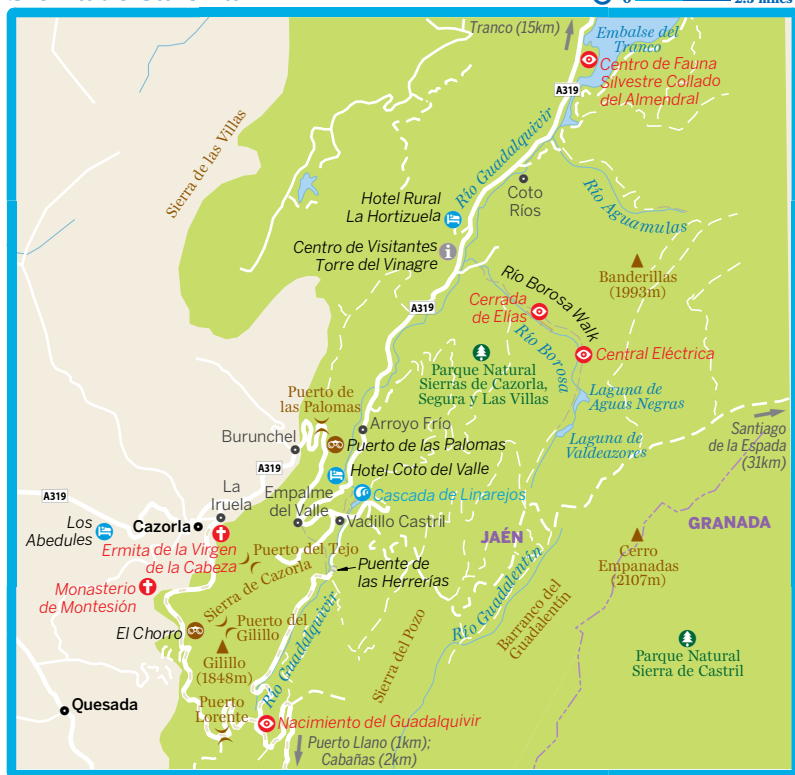 0
2.5 miles
Tranco (15km)
Embalse del
Tranco
Centro de Fauna
Silvestre Collado
del Almendral
A319
Sierra de las Villas
Río Guadalquivir
Coto
Ríos
Hotel Rural
La Hortizuela
Río Aguamulas
Centro de Visitantes
Torre del Vinagre
Banderillas
(1993m)
Río Borosa Walk
A319
Cerrada
de Elías
Río Borosa
Central Eléctrica
Parque Natural
Sierras de Cazorla,
Segura y Las Villas
Laguna de
Aguas Negras
Puerto de
las Palomas
Arroyo Frío
Santiago
de la Espada
(31km)
Burunchel
Puerto de las Palomas
Laguna de
Valdeazores
A319
Hotel Coto del Valle
La
Iruela
Empalme
del Valle
Cascada de Linarejos
A319
Los
Abedules
Cazorla
Vadillo Castril
JAÉN
GRANADA
Ermita de la Virgen
de la Cabeza
Puerto del Tejo
Cerro
Empanadas
(2107m)
Puente de
las Herrerías
Monasterio
de Montesión
Sierra de Cazorla
Río Guadalentín
Barranco del
Guadalentín
El Chorro
Puerto del
Gilillo
Río Guadalquivir
Sierra del Pozo
Gilillo
(1848m)
Parque Natural
Sierra de Castril
Quesada
Puerto
Lorente
Nacimiento del Guadalquivir
Puerto Llano (1km);
Cabañas (2km)